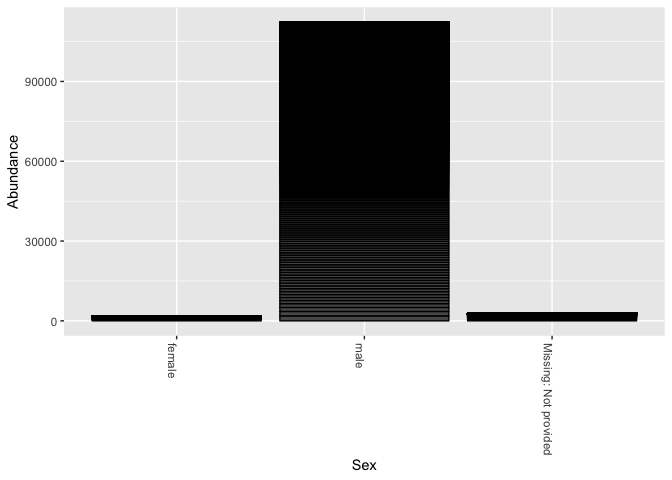 Abundance
90000
60000
30000
0
female
male
Missing: Not provided
Sex